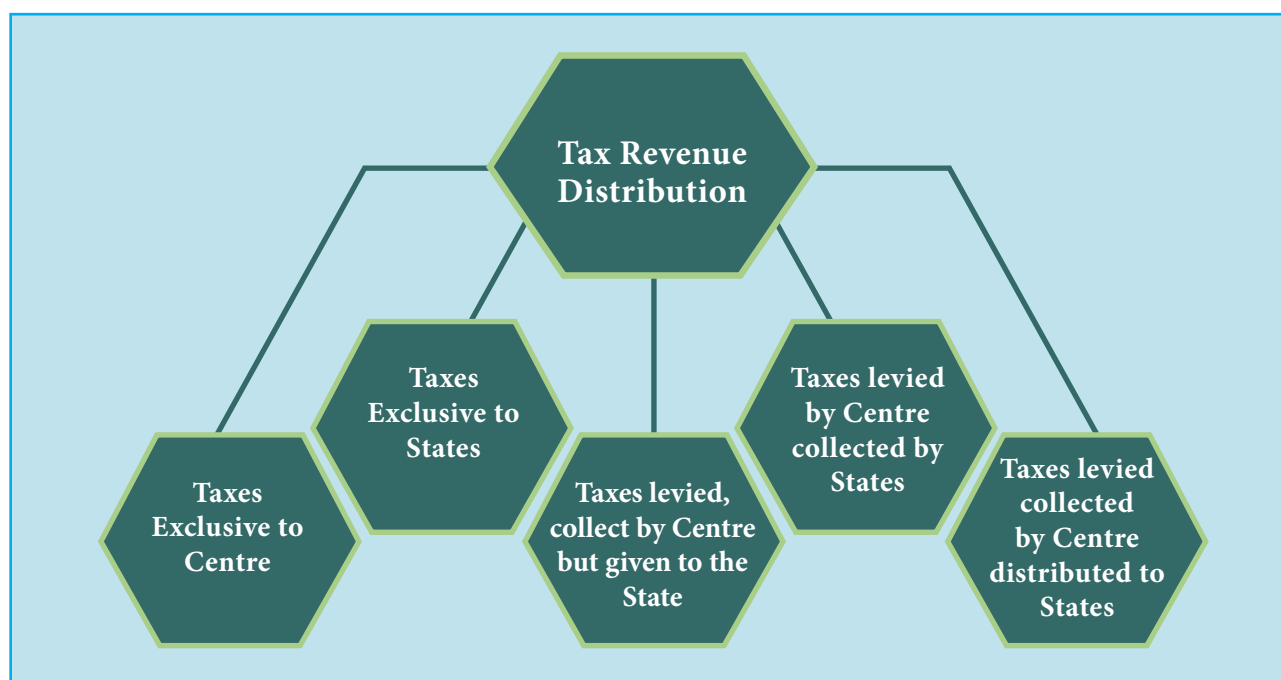 Tax Revenue
Distribution
Taxes
Exclusive to
Centre
Taxes
Exclusive to
States
Taxes levied,
collect by Centre
but given to the
State
Taxes levied
by Centre
collected by
States
Taxes levied
collected
by Centre
distributed to
States